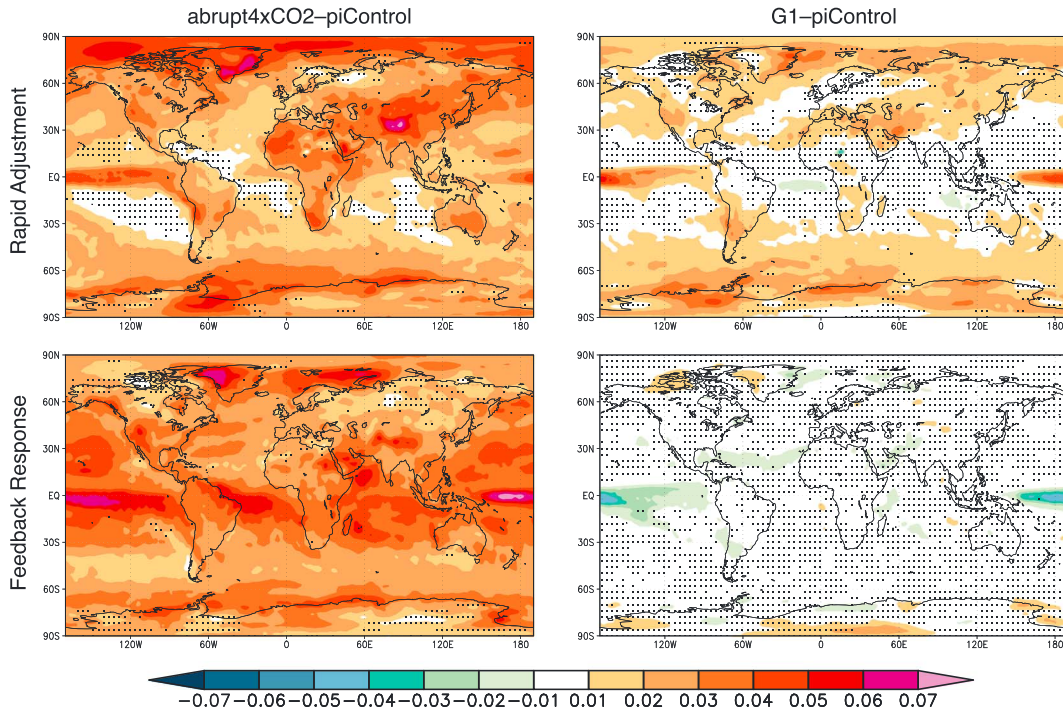 abrupt4xCO2–piControl
G1–piControl
Rapid Adjustment
90N
60N
30N
EQ
30S
60S
90S
120W 60W 0 60E 120E 180
90N
60N
30N
EQ
30S
60S
90S
120W 60W 0 60E 120E 180
Feedback Response
90N
60N
30N
EQ
30S
60S
90S
120W 60W 0 60E 120E 180
90N
60N
30N
EQ
30S
60S
90S
120W 60W 0 60E 120E 180
-0.07 -0.06 -0.05 -0.04 -0.03 -0.02 -0.01 0.01 0.02 0.03 0.04 0.05 0.06 0.07